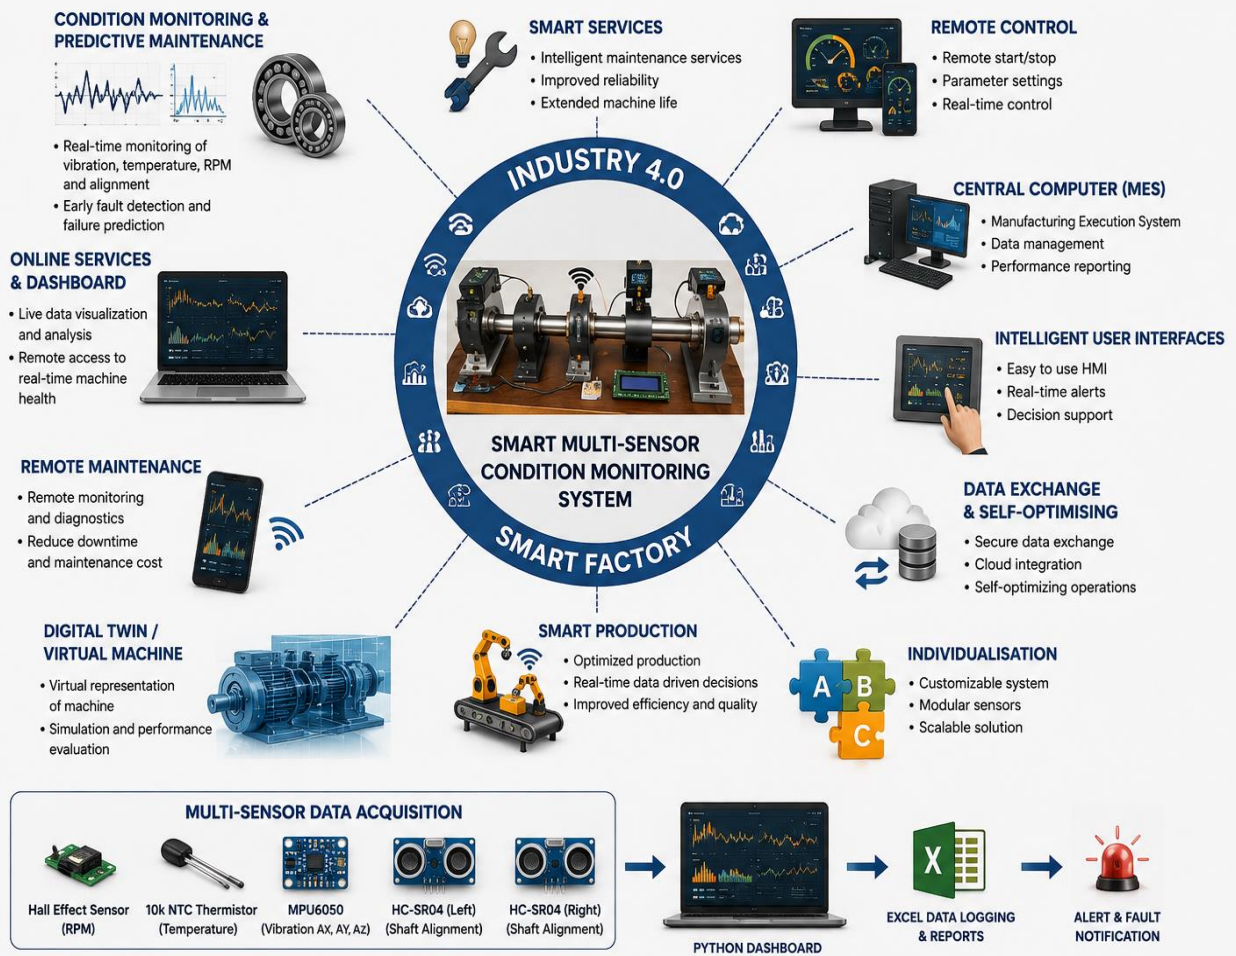 CONDITION MONITORING &
PREDICTIVE MAINTENANCE
• Real-time monitoring of
vibration, temperature, RPM
and alignment
• Early fault detection and
failure prediction
SMART SERVICES
• Intelligent maintenance services
• Improved reliability
• Extended machine life
REMOTE CONTROL
• Remote start/stop
• Parameter settings
• Real-time control
INDUSTRY 4.0
CENTRAL COMPUTER (MES)
• Manufacturing Execution System
• Data management
• Performance reporting
ONLINE SERVICES
& DASHBOARD
• Live data visualization
and analysis
• Remote access to
real-time machine
health
INTELLIGENT USER INTERFACES
• Easy to use HMI
• Real-time alerts
• Decision support
SMART MULTI-SENSOR
CONDITION MONITORING
SYSTEM
SMART FACTORY
REMOTE MAINTENANCE
• Remote monitoring
and diagnostics
• Reduce downtime
and maintenance cost
DATA EXCHANGE
& SELF-OPTIMISING
• Secure data exchange
• Cloud integration
• Self-optimizing operations
DIGITAL TWIN /
VIRTUAL MACHINE
• Virtual representation
of machine
• Simulation and performance
evaluation
SMART PRODUCTION
• Optimized production
• Real-time data driven decisions
• Improved efficiency and quality
A B
C
INDIVIDUALISATION
• Customizable system
• Modular sensors
• Scalable solution
MULTI-SENSOR DATA ACQUISITION
Hall Effect Sensor
(RPM)
10k NTC Thermistor
(Temperature)
MPU6050
(Vibration AX, AY, Az)
HC-SR04 (Left)
(Shaft Alignment)
HC-SR04 (Right)
(Shaft Alignment)
PYTHON DASHBOARD
X
EXCEL DATA LOGGING
& REPORTS
ALERT & FAULT
NOTIFICATION